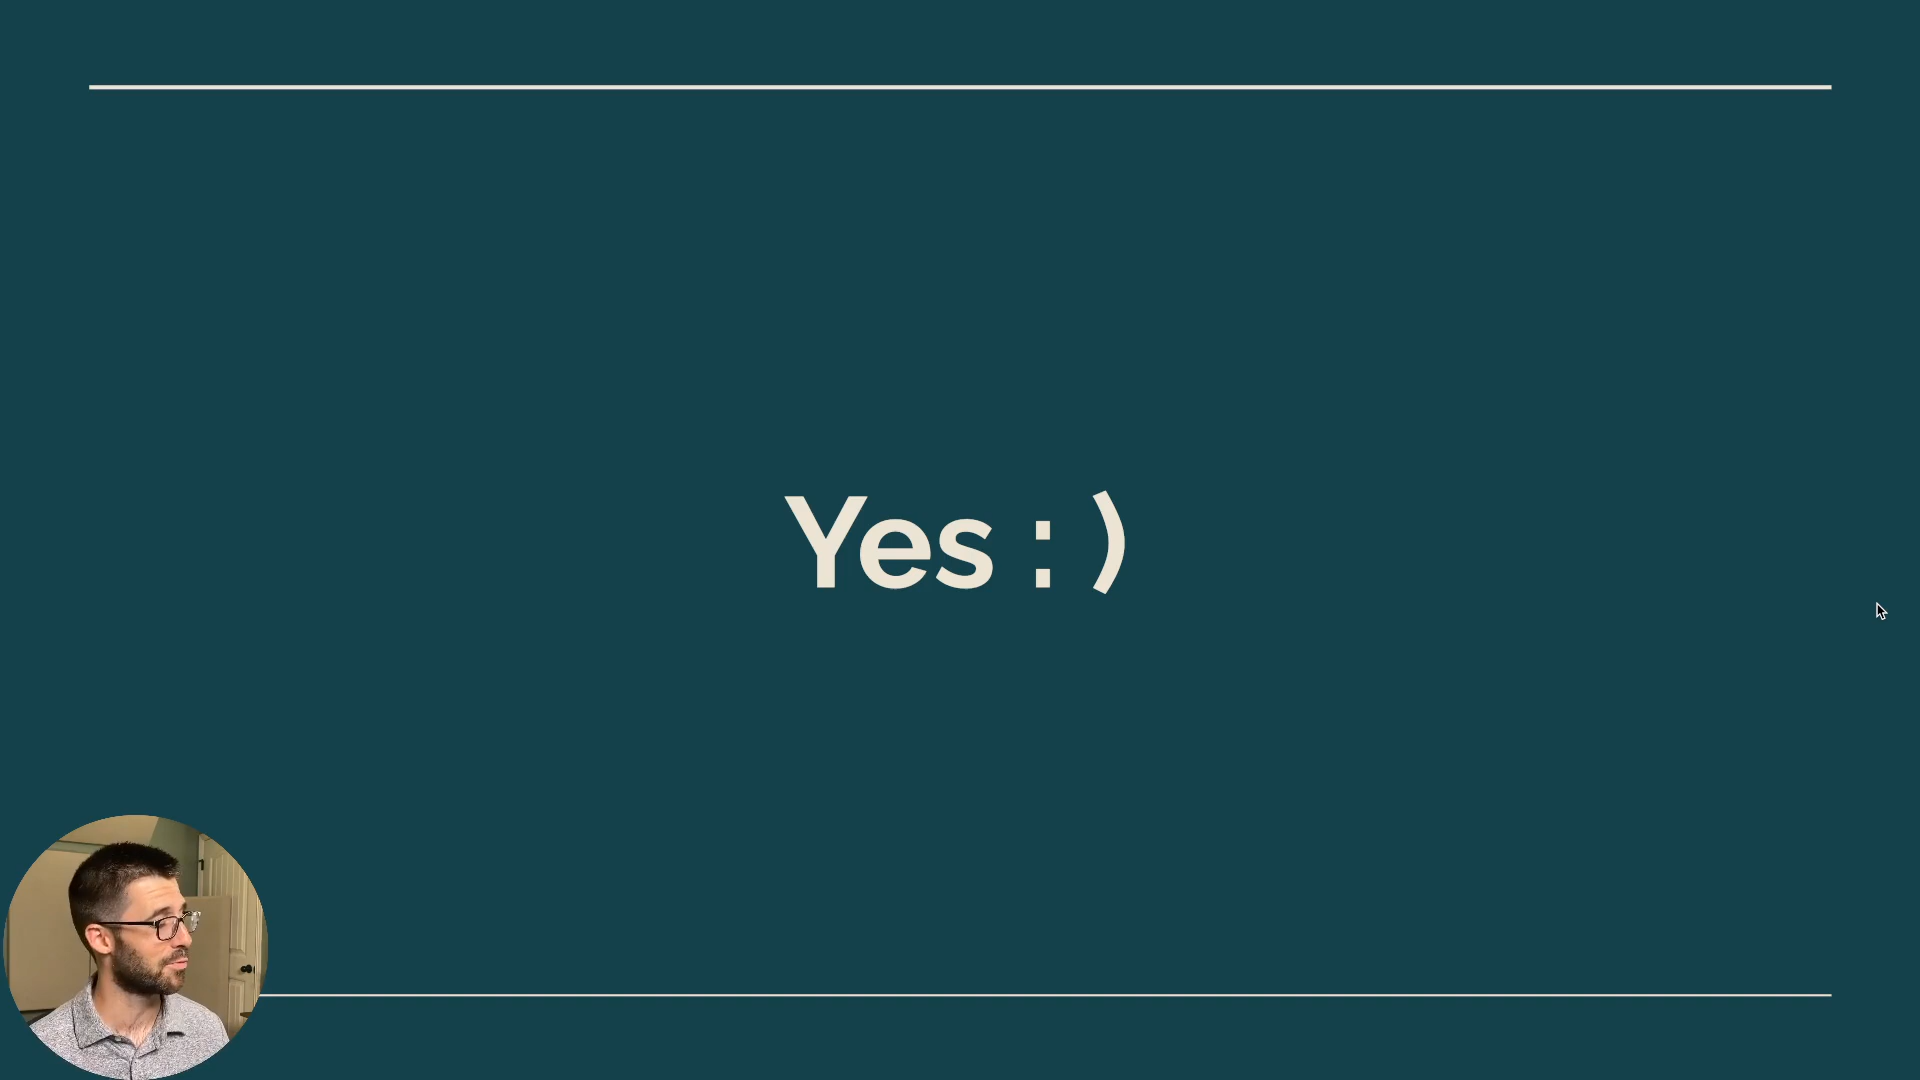 Yes : )